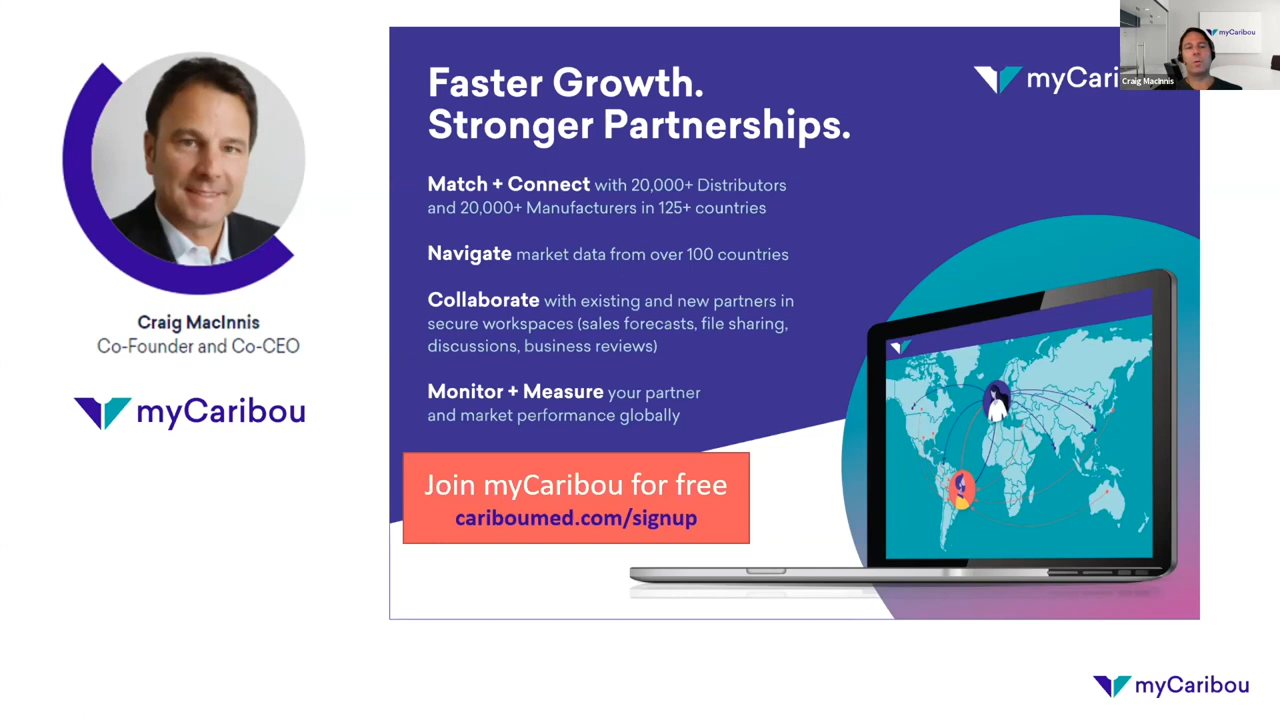 Craig MacInnis
Co-Founder and Co-CEO
myCaribou
Faster Growth.
Stronger Partnerships.
myCari
Match + Connect with 20,000+ Distributors
and 20,000+ Manufacturers in 125+ countries
Navigate market data from over 100 countries
Collaborate with existing and new partners in
secure workspaces (sales forecasts, file sharing,
discussions, business reviews)
Monitor + Measure your partner
and market performance globally
Join myCaribou for free
cariboumed.com/signup
myCaribou
Craig MacInnis
myCaribou